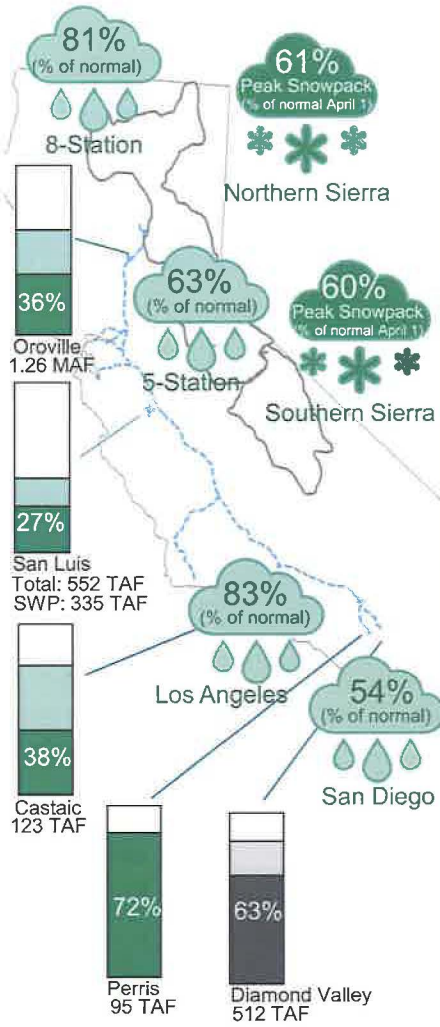 81%
(% of normal)
8-Station
61%
Peak Snowpack
(% of normal April 1)
Northern Sierra
36%
Oroville
1.26 MAF
63%
(% of normal)
5-Station
60%
Peak Snowpack
% of normal April 1)
Southern Sierra
27%
San Luis
Total: 552 TAF
SWP: 335 TAF
83%
(% of normal)
Los Angeles
54%
(% of normal)
San Diego
38%
Castaic
123 TAF
72%
Perris
95 TAF
63%
Diamond Valley
512 TAF